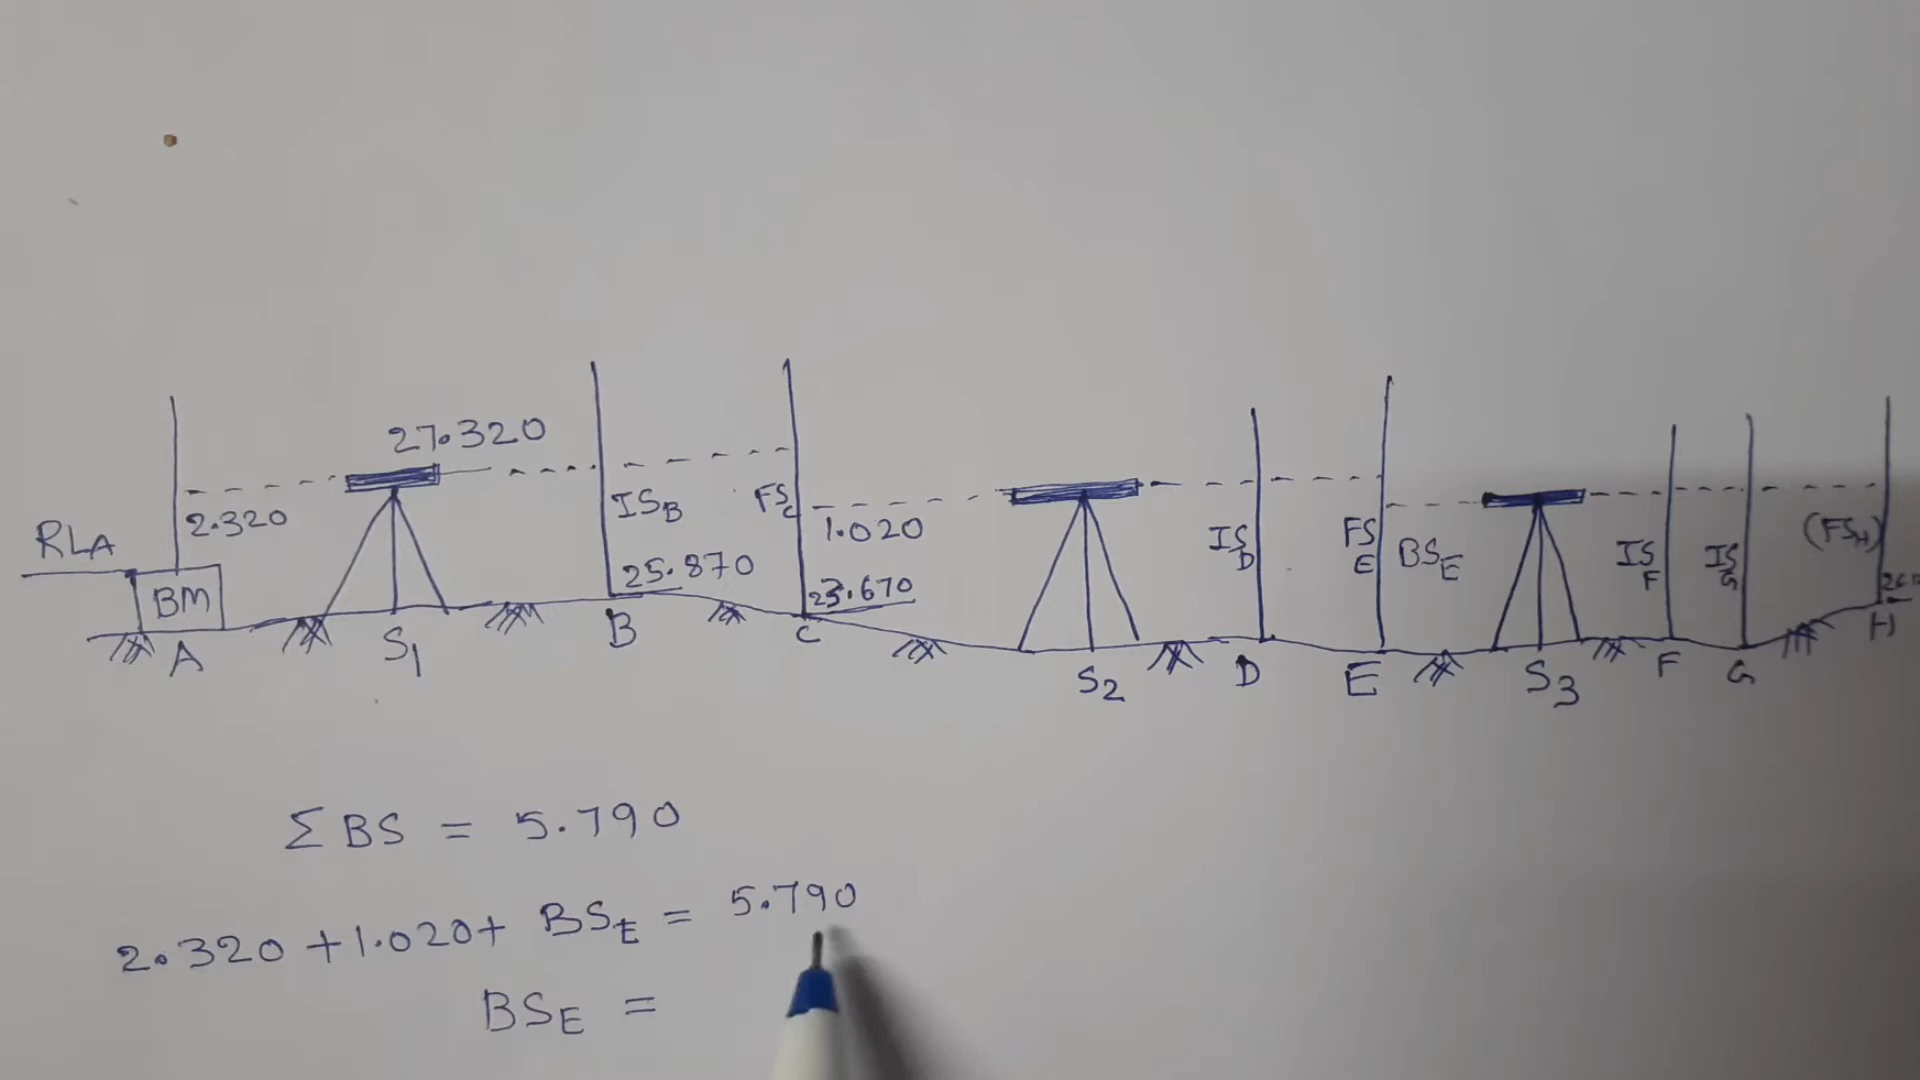 27.320
RLA
2.320
ISB
FSC
1.020
ISD
FSE
BSE
ISF
ISG
(FSH)
BM
25.870
23.670
A
S1
B
C
S2
D
E
S3
F
G
H
ΣBS = 5.790
2.320 + 1.020 + BSE = 5.790
BSE =